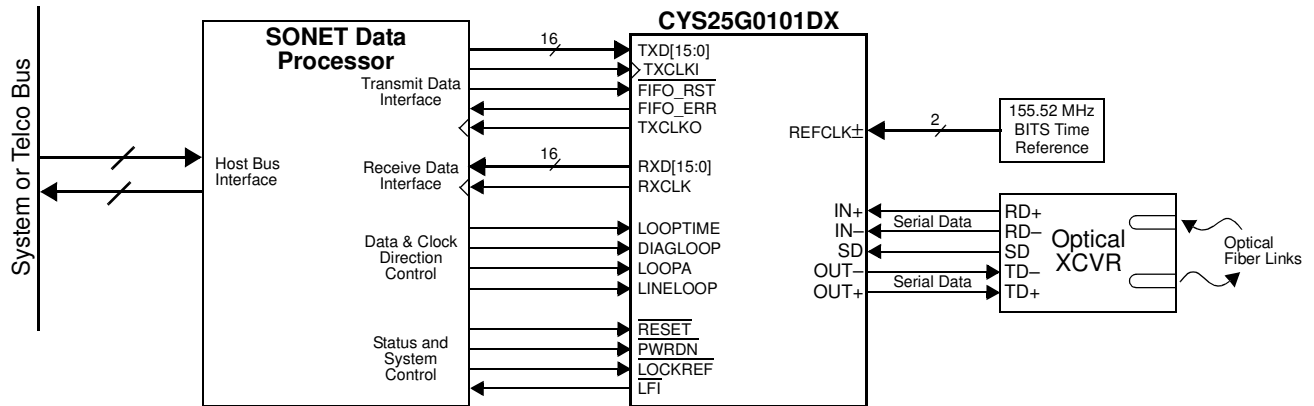 CYS25G0101DX
SONET Data
Processor
System or Telco Bus
Host Bus
Interface
Transmit Data
Interface
Receive Data
Interface
Data & Clock
Direction
Control
Status and
System
Control
16
16
TXD[15:0]
TXCLKI
FIFO_RST
FIFO_ERR
TXCLKO
RXD[15:0]
RXCLK
LOOPTIME
DIAGLOOP
LOOPA
LINELOOP
RESET
PWRDN
LOCKREF
LFI
REFCLK±
2
155.52 MHz
BITS Time
Reference
IN+
IN–
SD
OUT–
OUT+
Serial Data
Serial Data
RD+
RD–
SD
TD–
TD+
Optical
XCVR
Optical
Fiber Links